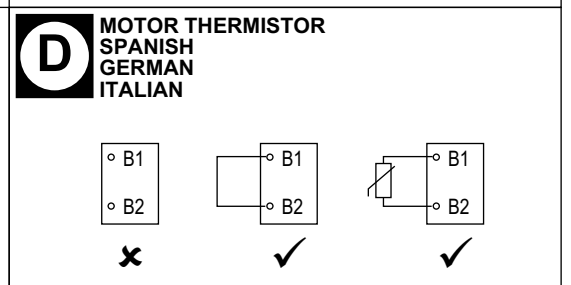 D
MOTOR THERMISTOR
SPANISH
GERMAN
ITALIAN
B1 B1 B1
B2 B2 B2